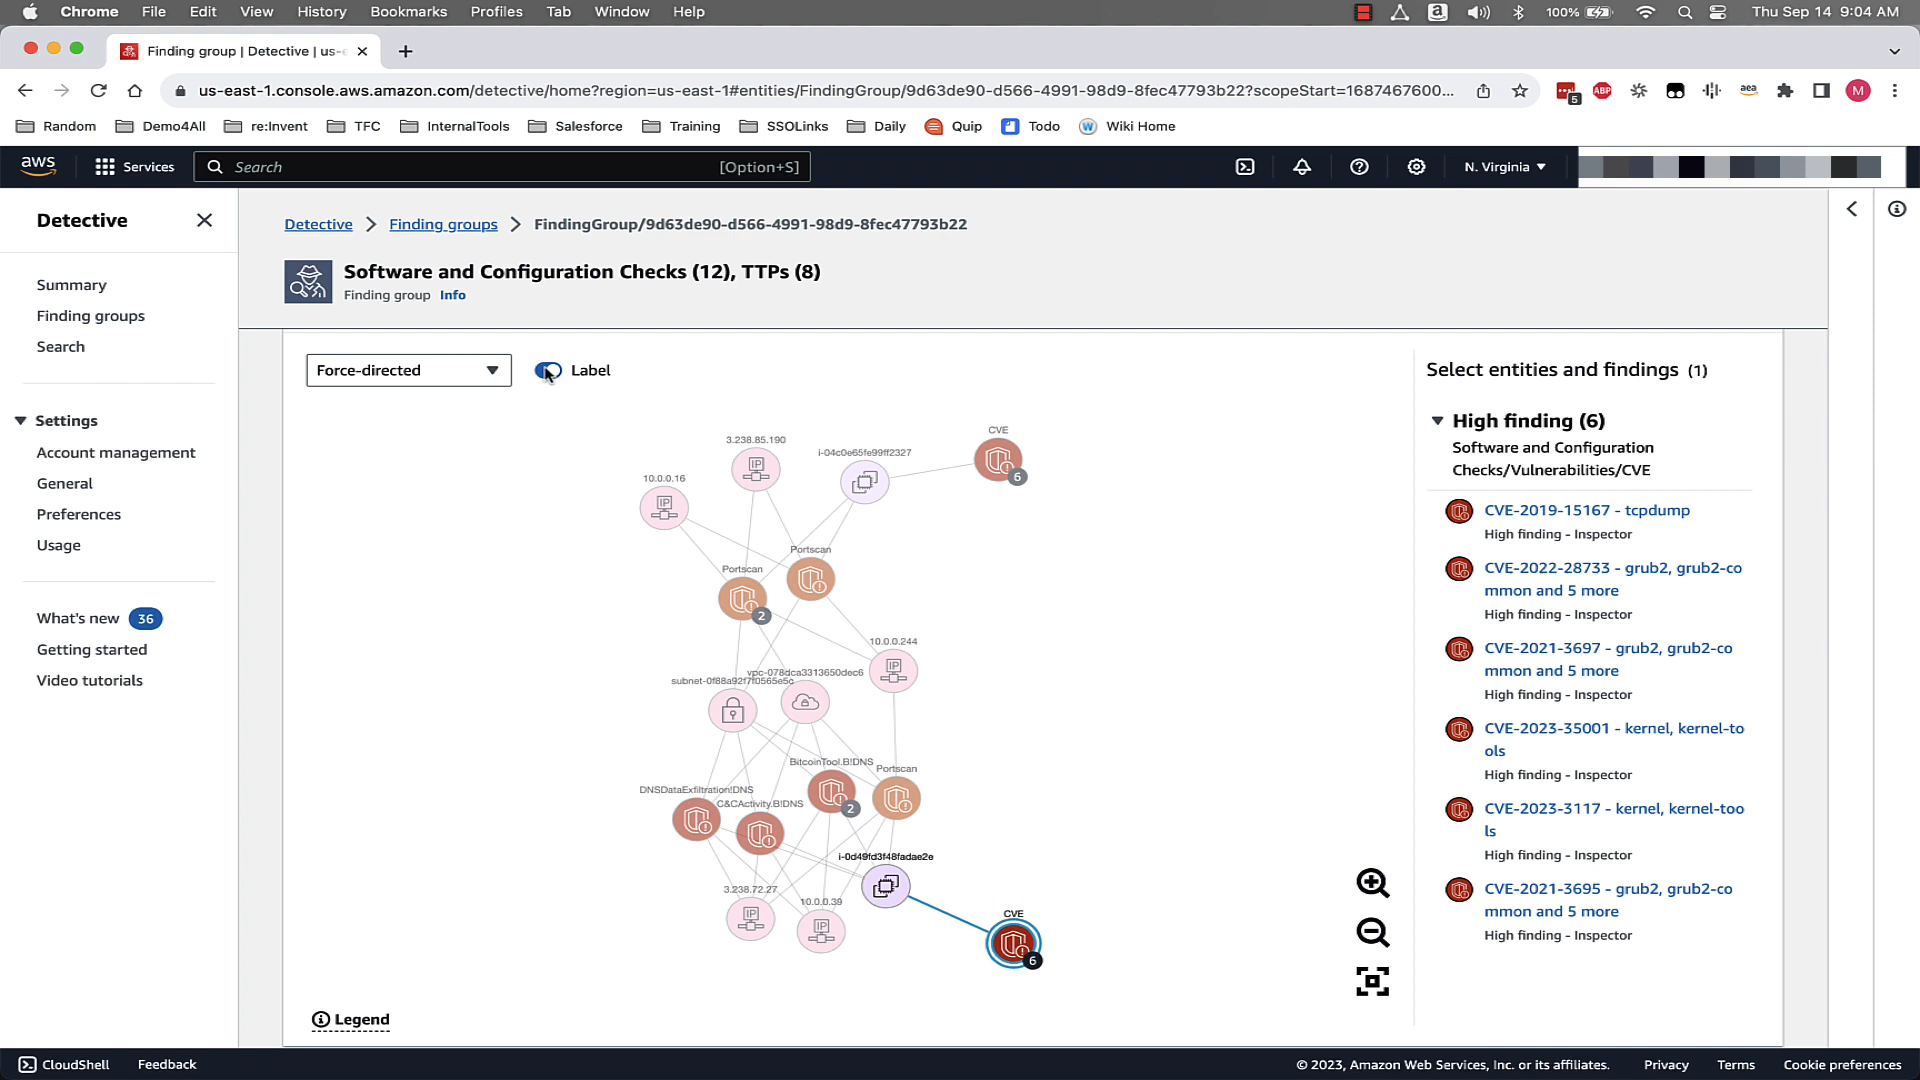 Chrome File Edit View History Bookmarks Profiles Tab Window Help 100% Thu Sep 14 9:04 AM
Finding group | Detective | us-e
us-east-1.console.aws.amazon.com/detective/home?region=us-east-1#entities/FindingGroup/9d63de90-d566-4991-98d9-8fec47793b22?scopeStart=1687467600... 5 ABP aea M
Random Demo4All re:Invent TFC InternalTools Salesforce Training SSOLinks Daily Quip Todo W Wiki Home
aws Services Search [Option+S] N. Virginia
Detective
Summary
Finding groups
Search
Settings
Account management
General
Preferences
Usage
What's new 36
Getting started
Video tutorials
Detective > Finding groups > FindingGroup/9d63de90-d566-4991-98d9-8fec47793b22
Software and Configuration Checks (12), TTPs (8)
Finding group Info
Force-directed Label
CVE
6
3.238.85.190
IP
i-04c0e65fe99ff2327
10.0.0.16
IP
Portscan
Portscan
2
10.0.0.244
IP
vpc-078dca3313650dec6
subnet-0f88a92f7f0565e5c
BitcoinTool.B!DNS
2
Portscan
DNSDataExfiltration!DNS
C&CActivity.B!DNS
i-0d49fd3f48fadae2e
3.238.72.27
IP
10.0.0.39
IP
CVE
6
Legend
Select entities and findings (1)
High finding (6)
Software and Configuration
Checks/Vulnerabilities/CVE
CVE-2019-15167 - tcpdump
High finding - Inspector
CVE-2022-28733 - grub2, grub2-co
mmon and 5 more
High finding - Inspector
CVE-2021-3697 - grub2, grub2-co
mmon and 5 more
High finding - Inspector
CVE-2023-35001 - kernel, kernel-to
ols
High finding - Inspector
CVE-2023-3117 - kernel, kernel-too
ls
High finding - Inspector
CVE-2021-3695 - grub2, grub2-co
mmon and 5 more
High finding - Inspector
CloudShell Feedback © 2023, Amazon Web Services, Inc. or its affiliates. Privacy Terms Cookie preferences